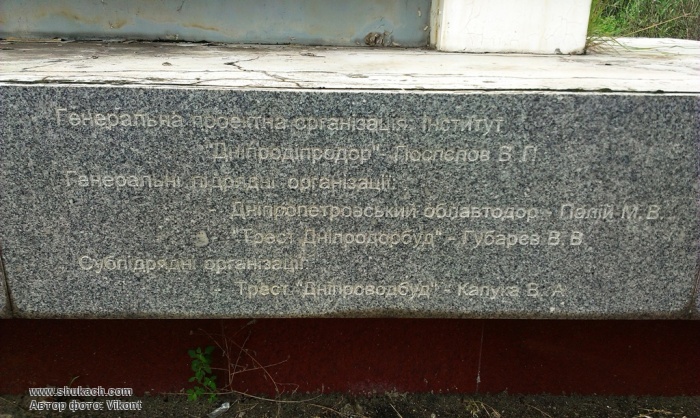 Генеральна проектна організація: Інститут
"Дніпродіпродор" - Поспєлов В.П.
Генеральні підрядні організації:
- Дніпропетровський облавтодор - Палій М.В.
- "Трест Дніпродорбуд" - Губарев В.В.
Субпідрядні організації:
- Трест "Дніпроводбуд" - Капука В. А.
www.shukach.com
Автор фото: Vikont